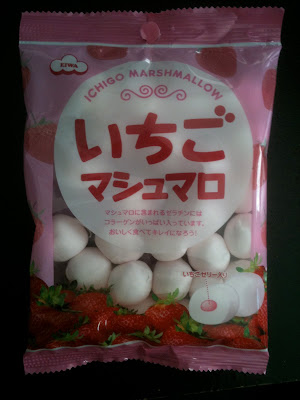 EIWA
ICHIGO MARSHMALLOW
いちご
マシュマロ
マシュマロに含まれるゼラチンには
コラーゲンがいっぱい入っています。
おいしく食べてキレイになろう!
いちごゼリー入り